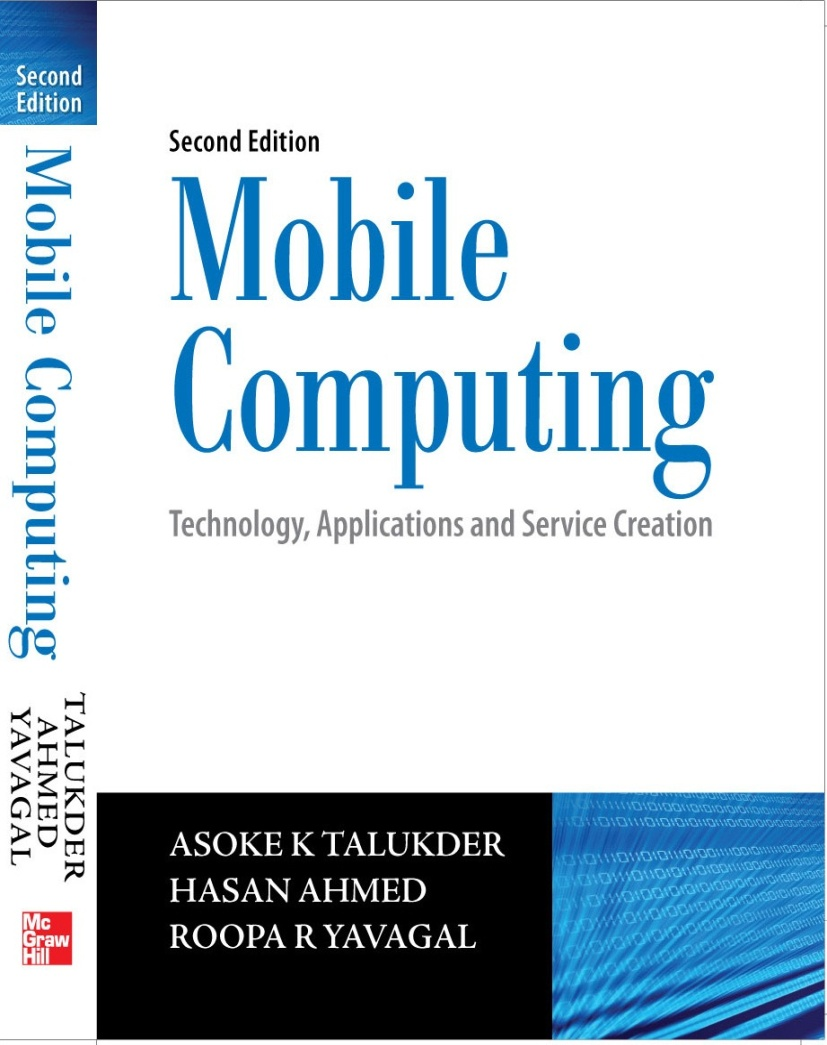 Second
Edition
Mobile Computing
TALUKDER
AHMED
YAVAGAL
Mc
Graw
Hill
Second Edition
Mobile
Computing
Technology, Applications and Service Creation
ASOKE K TALUKDER
HASAN AHMED
ROOPA R YAVAGAL